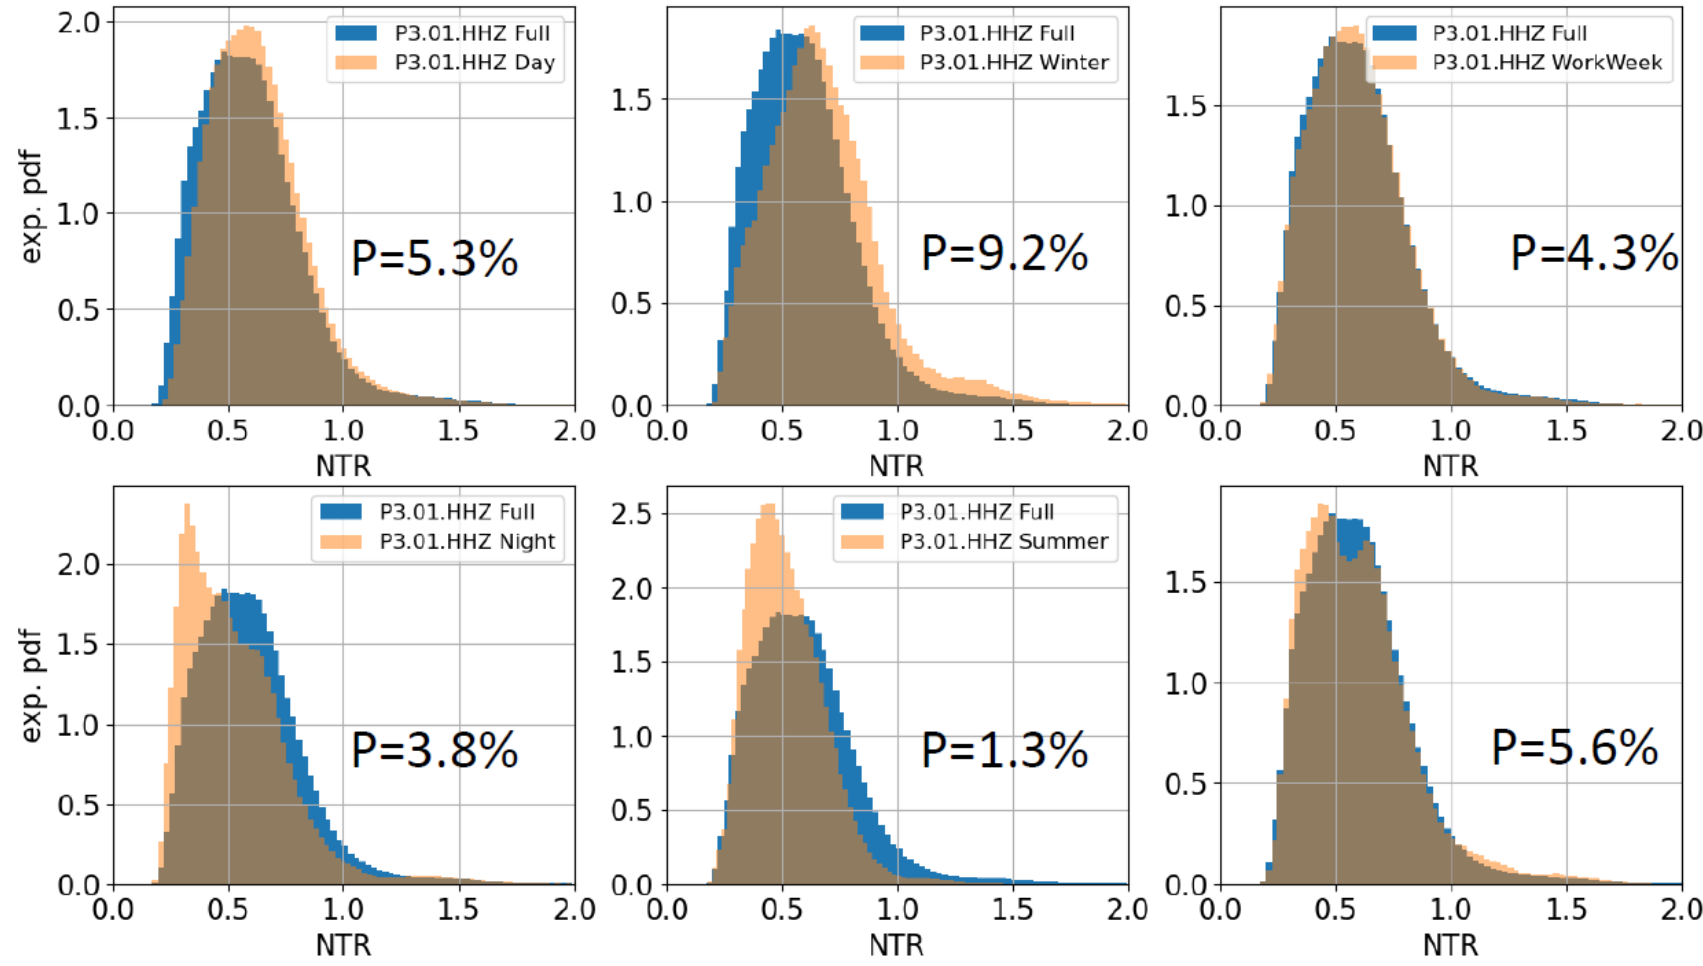 P3.01.HHZ Full
P3.01.HHZ Day
P=5.3%
exp. pdf
2.0
1.5
1.0
0.5
0.0
0.0 0.5 1.0 1.5 2.0
NTR
P3.01.HHZ Full
P3.01.HHZ Winter
P=9.2%
1.5
1.0
0.5
0.0
0.0 0.5 1.0 1.5 2.0
NTR
P3.01.HHZ Full
P3.01.HHZ WorkWeek
P=4.3%
1.5
1.0
0.5
0.0
0.0 0.5 1.0 1.5 2.0
NTR
P3.01.HHZ Full
P3.01.HHZ Night
P=3.8%
exp. pdf
2.0
1.5
1.0
0.5
0.0
0.0 0.5 1.0 1.5 2.0
NTR
P3.01.HHZ Full
P3.01.HHZ Summer
P=1.3%
2.5
2.0
1.5
1.0
0.5
0.0
0.0 0.5 1.0 1.5 2.0
NTR
P=5.6%
1.5
1.0
0.5
0.0
0.0 0.5 1.0 1.5 2.0
NTR